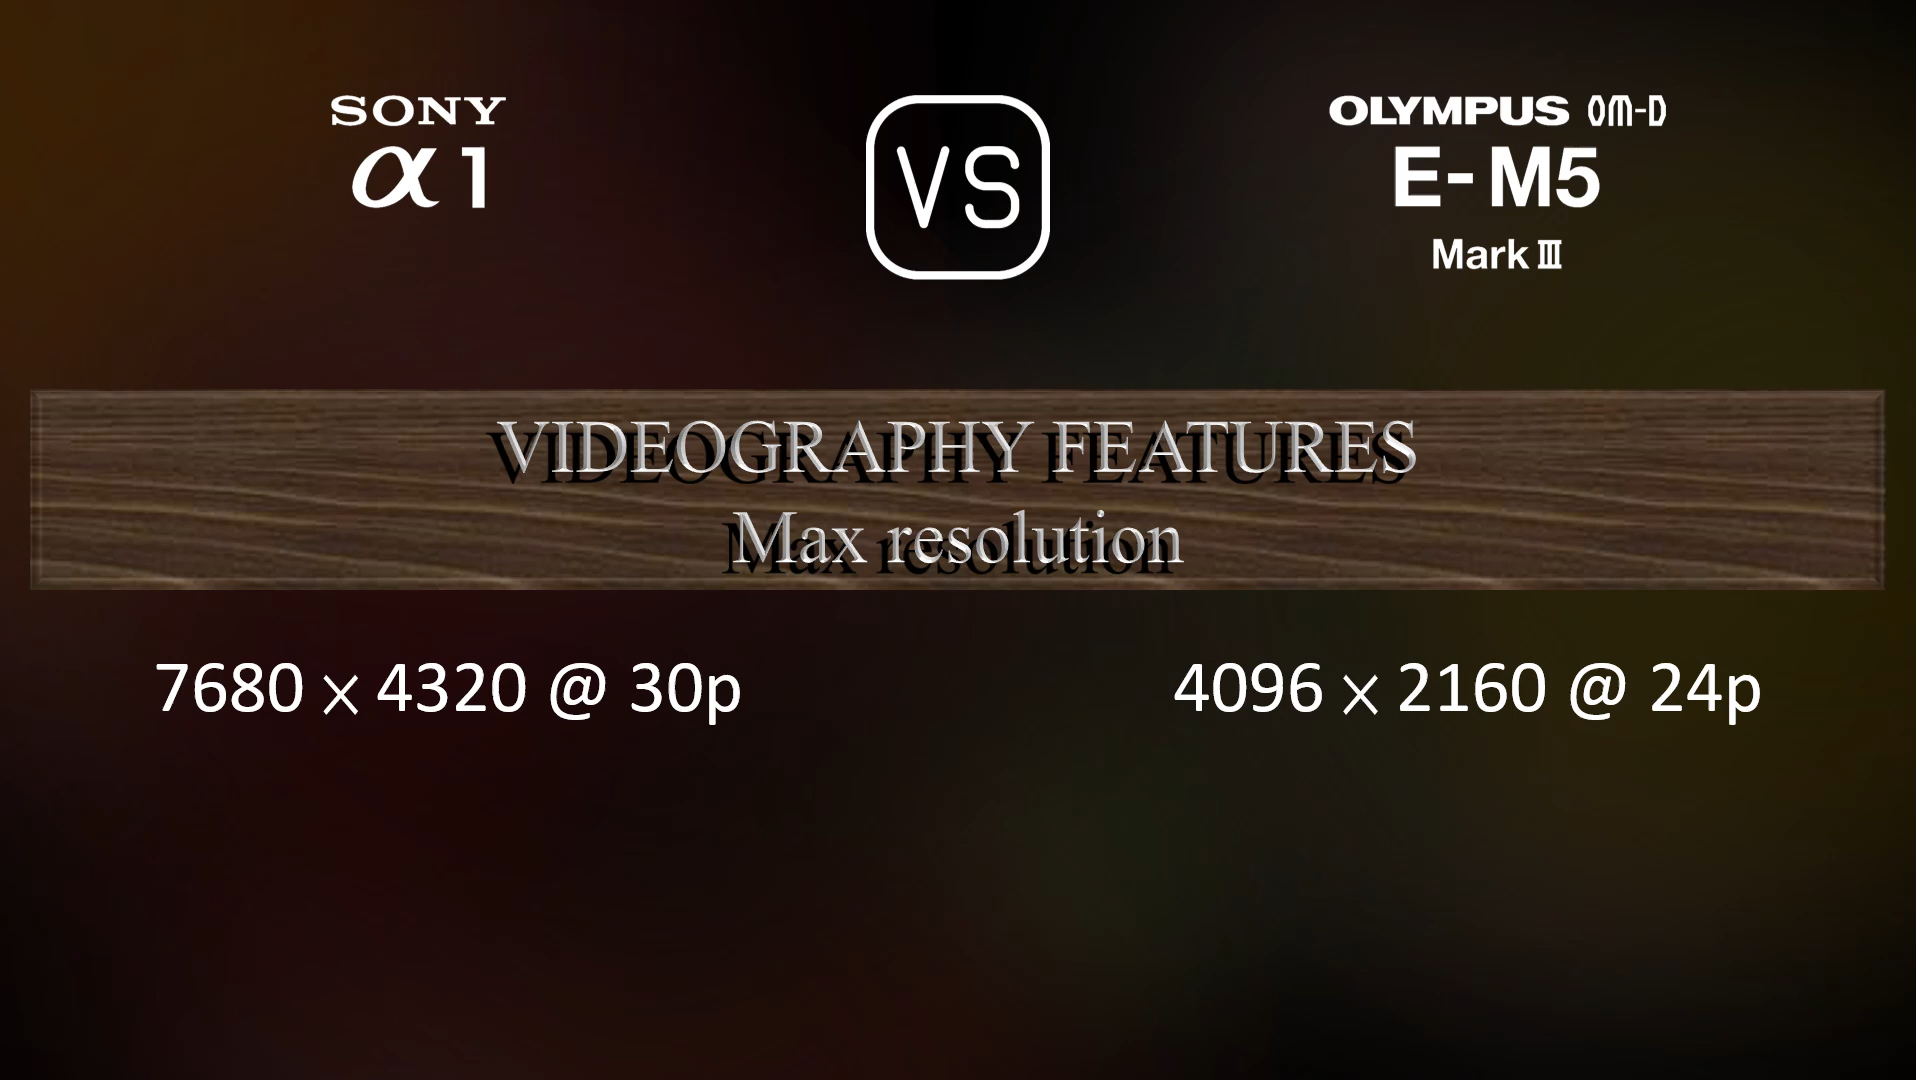 SONY
α1
VS
OLYMPUS OM-D
E-M5
Mark III
VIDEOGRAPHY FEATURES
Max resolution
7680 x 4320 @ 30p
4096 x 2160 @ 24p